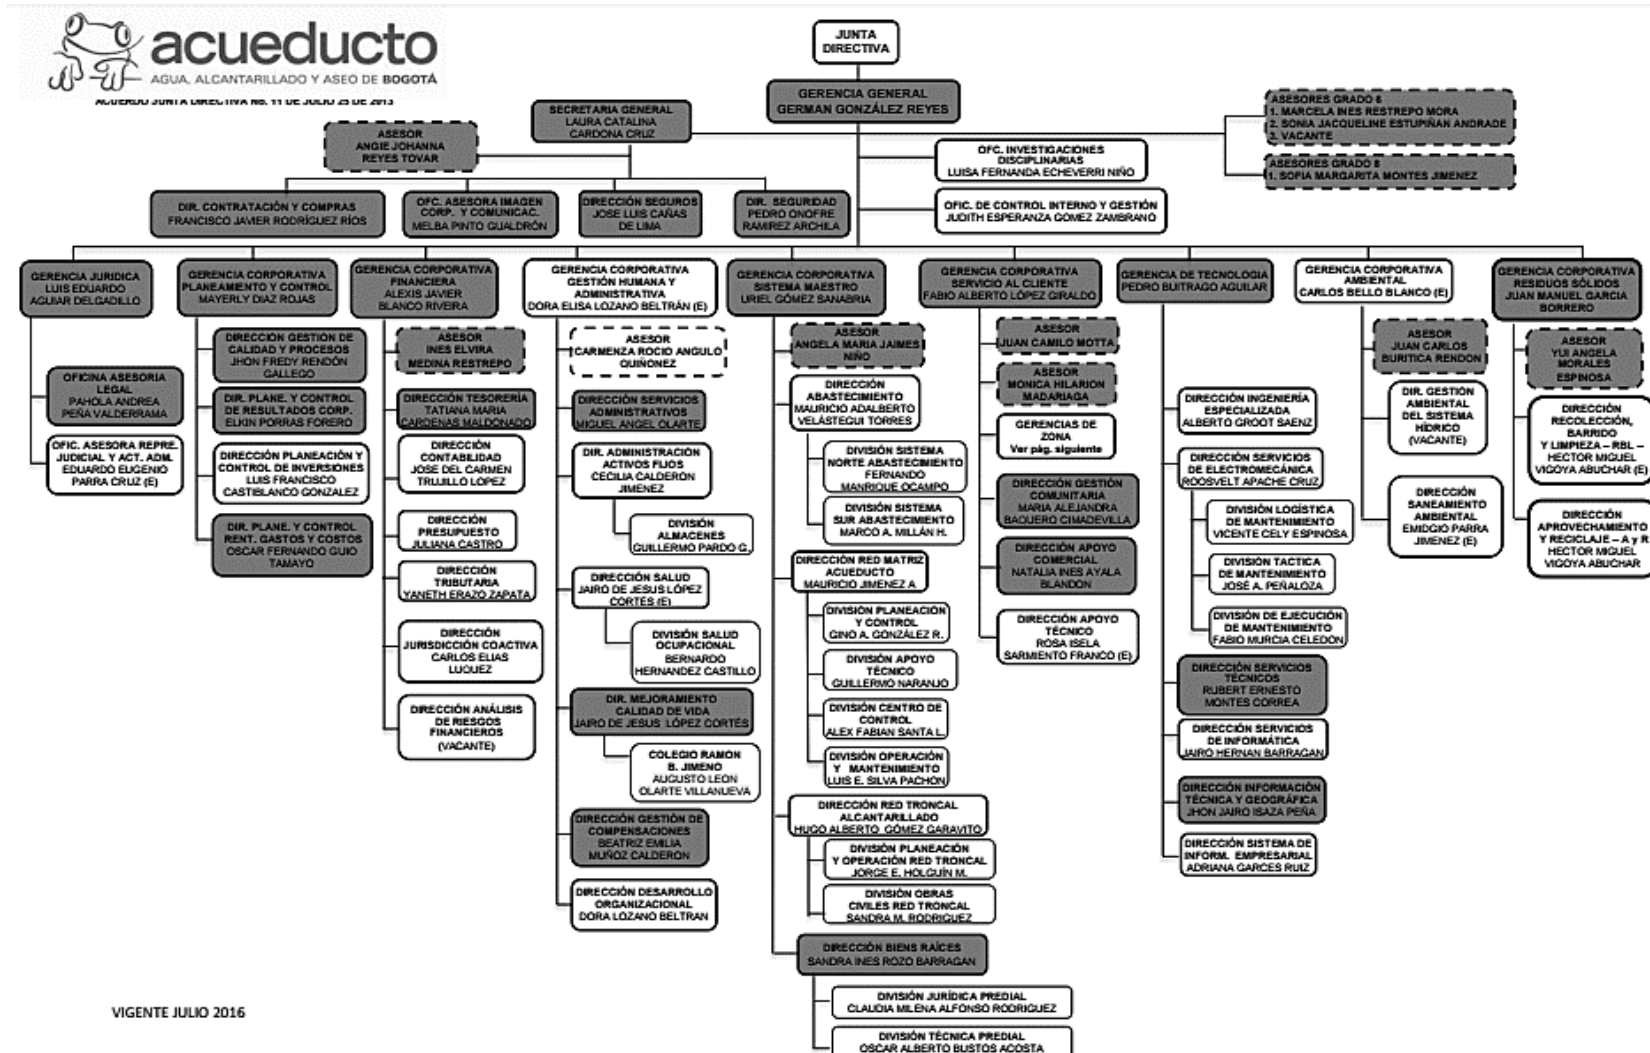 acueducto
AGUA, ALCANTARILLADO Y ASEO DE BOGOTÁ
ACUERDO JUNTA DIRECTIVA No. 11 DE JULIO 25 DE 2013
JUNTA
DIRECTIVA
GERENCIA GENERAL
GERMAN GONZÁLEZ REYES
SECRETARIA GENERAL
LAURA CATALINA
CARDONA CRUZ
ASESOR
ANGIE JOHANNA
REYES TOVAR
ASESORES GRADO 6
1. MARCELA INES RESTREPO MORA
2. SONIA JACQUELINE ESTUPIÑAN ANDRADE
3. VACANTE
ASESORES GRADO 8
1. SOFIA MARGARITA MONTES JIMENEZ
OFC. INVESTIGACIONES
DISCIPLINARIAS
LUISA FERNANDA ECHEVERRI NIÑO
OFIC. DE CONTROL INTERNO Y GESTIÓN
JUDITH ESPERANZA GÓMEZ ZAMBRANO
DIR. CONTRATACIÓN Y COMPRAS
FRANCISCO JAVIER RODRÍGUEZ RÍOS
OFC. ASESORA IMAGEN
CORP. Y COMUNICAC.
MELBA PINTO GUALDRÓN
DIRECCIÓN SEGUROS
JOSE LUIS CAÑAS
DE LIMA
DIR. SEGURIDAD
PEDRO ONOFRE
RAMIREZ ARCHILA
GERENCIA JURIDICA
LUIS EDUARDO
AGUIAR DELGADILLO
OFICINA ASESORIA
LEGAL
PAHOLA ANDREA
PEÑA VALDERRAMA
OFIC. ASESORA REPRE.
JUDICIAL Y ACT. ADM.
EDUARDO EUGENIO
PARRA CRUZ (E)
GERENCIA CORPORATIVA
PLANEAMIENTO Y CONTROL
MAYERLY DIAZ ROJAS
DIRECCIÓN GESTIÓN DE
CALIDAD Y PROCESOS
JHON FREDY RENDÓN
GALLEGO
DIR. PLANE. Y CONTROL
DE RESULTADOS CORP.
ELKIN PORRAS FORERO
DIRECCIÓN PLANEACIÓN Y
CONTROL DE INVERSIONES
LUIS FRANCISCO
CASTIBLANCO GONZALEZ
DIR. PLANE. Y CONTROL
RENT. GASTOS Y COSTOS
OSCAR FERNANDO GUIO
TAMAYO
GERENCIA CORPORATIVA
FINANCIERA
ALEXIS JAVIER
BLANCO RIVEIRA
ASESOR
INES ELVIRA
MEDINA RESTREPO
DIRECCIÓN TESORERÍA
TATIANA MARIA
CARDENAS MALDONADO
DIRECCIÓN
CONTABILIDAD
JOSE DEL CARMEN
TRUJILLO LOPEZ
DIRECCIÓN
PRESUPUESTO
JULIANA CASTRO
DIRECCIÓN
TRIBUTARIA
YANETH ERAZO ZAPATA
DIRECCIÓN
JURISDICCIÓN COACTIVA
CARLOS ELIAS
LUQUEZ
DIRECCIÓN ANÁLISIS
DE RIESGOS
FINANCIEROS
(VACANTE)
GERENCIA CORPORATIVA
GESTIÓN HUMANA Y
ADMINISTRATIVA
DORA ELISA LOZANO BELTRÁN (E)
ASESOR
CARMENZA ROCIO ANGULO
QUIÑONEZ
DIRECCIÓN SERVICIOS
ADMINISTRATIVOS
MIGUEL ANGEL OLARTE
DIR. ADMINISTRACIÓN
ACTIVOS FIJOS
CECILIA CALDERÓN
JIMENEZ
DIVISIÓN
ALMACENES
GUILLERMO PARDO G.
DIRECCIÓN SALUD
JAIRO DE JESUS LÓPEZ
CORTÉS (E)
DIVISIÓN SALUD
OCUPACIONAL
BERNARDO
HERNANDEZ CASTILLO
DIR. MEJORAMIENTO
CALIDAD DE VIDA
JAIRO DE JESUS LÓPEZ CORTÉS
COLEGIO RAMON
B. JIMENO
AUGUSTO LEON
OLARTE VILLANUEVA
DIRECCIÓN GESTIÓN DE
COMPENSACIONES
BEATRIZ EMILIA
MUÑOZ CALDERON
DIRECCIÓN DESARROLLO
ORGANIZACIONAL
DORA LOZANO BELTRAN
GERENCIA CORPORATIVA
SISTEMA MAESTRO
URIEL GÓMEZ SANABRIA
ASESOR
ANGELA MARIA JAIMES
NIÑO
DIRECCIÓN
ABASTECIMIENTO
MAURICIO ADALBERTO
VELÁSTEGUI TORRES
DIVISIÓN SISTEMA
NORTE ABASTECIMIENTO
FERNANDO
MANRIQUE OCAMPO
DIVISIÓN SISTEMA
SUR ABASTECIMIENTO
MARCO A. MILLÁN H.
DIRECCIÓN RED MATRIZ
ACUEDUCTO
MAURICIO JIMENEZ A
DIVISIÓN PLANEACIÓN
Y CONTROL
GINO A. GONZÁLEZ R.
DIVISIÓN APOYO
TÉCNICO
GUILLERMO NARANJO
DIVISIÓN CENTRO DE
CONTROL
ALEX FABIAN SANTA L.
DIVISIÓN OPERACIÓN
Y MANTENIMIENTO
LUIS E. SILVA PACHÓN
DIRECCIÓN RED TRONCAL
ALCANTARILLADO
HUGO ALBERTO GÓMEZ GARAVITO
DIVISIÓN PLANEACIÓN
Y OPERACIÓN RED TRONCAL
JORGE E. HOLGUÍN M.
DIVISIÓN OBRAS
CIVILES RED TRONCAL
SANDRA M. RODRIGUEZ
DIRECCIÓN BIENS RAÍCES
SANDRA INES ROZO BARRAGAN
DIVISIÓN JURÍDICA PREDIAL
CLAUDIA MILENA ALFONSO RODRIGUEZ
DIVISIÓN TÉCNICA PREDIAL
OSCAR ALBERTO BUSTOS ACOSTA
GERENCIA CORPORATIVA
SERVICIO AL CLIENTE
FABIO ALBERTO LÓPEZ GIRALDO
ASESOR
JUAN CAMILO MOTTA
ASESOR
MONICA HILARION
MADARIAGA
GERENCIAS DE
ZONA
Ver pág. siguiente
DIRECCIÓN GESTIÓN
COMUNITARIA
MARIA ALEJANDRA
BAQUERO CIMADEVILLA
DIRECCIÓN APOYO
COMERCIAL
NATALIA INES AYALA
BLANDON
DIRECCIÓN APOYO
TÉCNICO
ROSA ISELA
SARMIENTO FRANCO (E)
GERENCIA DE TECNOLOGIA
PEDRO BUITRAGO AGUILAR
DIRECCIÓN INGENIERÍA
ESPECIALIZADA
ALBERTO GROOT SAENZ
DIRECCIÓN SERVICIOS
DE ELECTROMECÁNICA
ROOSVELT APACHE CRUZ
DIVISIÓN LOGÍSTICA
DE MANTENIMIENTO
VICENTE CELY ESPINOSA
DIVISIÓN TACTICA
DE MANTENIMIENTO
JOSÉ A. PEÑALOZA
DIVISIÓN DE EJECUCIÓN
DE MANTENIMIENTO
FABIO MURCIA CELEDON
DIRECCIÓN SERVICIOS
TÉCNICOS
RUBERT ERNESTO
MONTES CORREA
DIRECCIÓN SERVICIOS
DE INFORMÁTICA
JAIRO HERNAN BARRAGAN
DIRECCIÓN INFORMACIÓN
TÉCNICA Y GEOGRÁFICA
JHON JAIRO ISAZA PEÑA
DIRECCIÓN SISTEMA DE
INFORM. EMPRESARIAL
ADRIANA GARCES RUIZ
GERENCIA CORPORATIVA
AMBIENTAL
CARLOS BELLO BLANCO (E)
ASESOR
JUAN CARLOS
BURITICA RENDON
DIR. GESTIÓN
AMBIENTAL
DEL SISTEMA
HÍDRICO
(VACANTE)
DIRECCIÓN
SANEAMIENTO
AMBIENTAL
EMIDGIO PARRA
JIMENEZ (E)
GERENCIA CORPORATIVA
RESIDUOS SÓLIDOS
JUAN MANUEL GARCIA
BORRERO
ASESOR
YUI ANGELA
MORALES
ESPINOSA
DIRECCIÓN
RECOLECCIÓN,
BARRIDO
Y LIMPIEZA – RBL –
HECTOR MIGUEL
VIGOYA ABUCHAR (E)
DIRECCIÓN
APROVECHAMIENTO
Y RECICLAJE – A y R
HECTOR MIGUEL
VIGOYA ABUCHAR
VIGENTE JULIO 2016